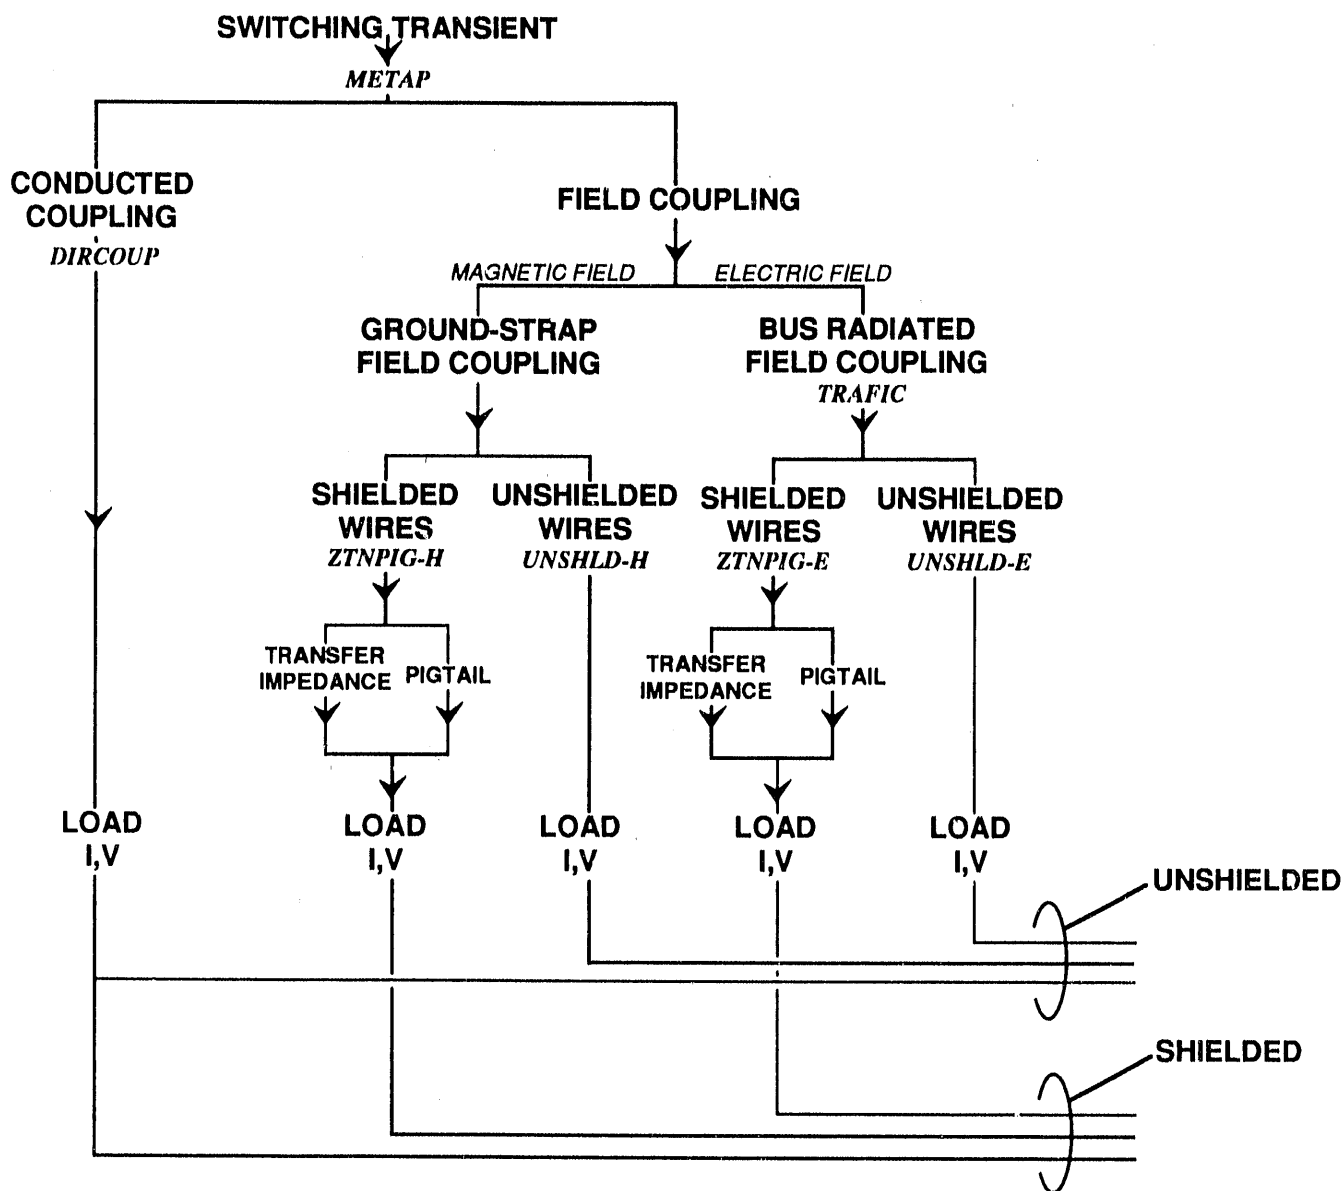 SWITCHING TRANSIENT
METAP
CONDUCTED
COUPLING
DIRCOUP
FIELD COUPLING
MAGNETIC FIELD
ELECTRIC FIELD
GROUND-STRAP
FIELD COUPLING
BUS RADIATED
FIELD COUPLING
TRAFIC
SHIELDED
WIRES
ZTNPIG-H
UNSHIELDED
WIRES
UNSHLD-H
SHIELDED
WIRES
ZTNPIG-E
UNSHIELDED
WIRES
UNSHLD-E
TRANSFER
IMPEDANCE
PIGTAIL
TRANSFER
IMPEDANCE
PIGTAIL
LOAD
I,V
LOAD
I,V
LOAD
I,V
LOAD
I,V
LOAD
I,V
UNSHIELDED
SHIELDED